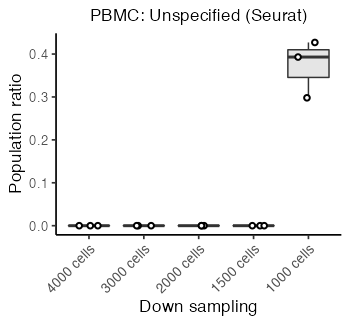 PBMC: Unspecified (Seurat)
Population ratio
0.4
0.3
0.2
0.1
0.0
4000 cells
3000 cells
2000 cells
1500 cells
1000 cells
Down sampling